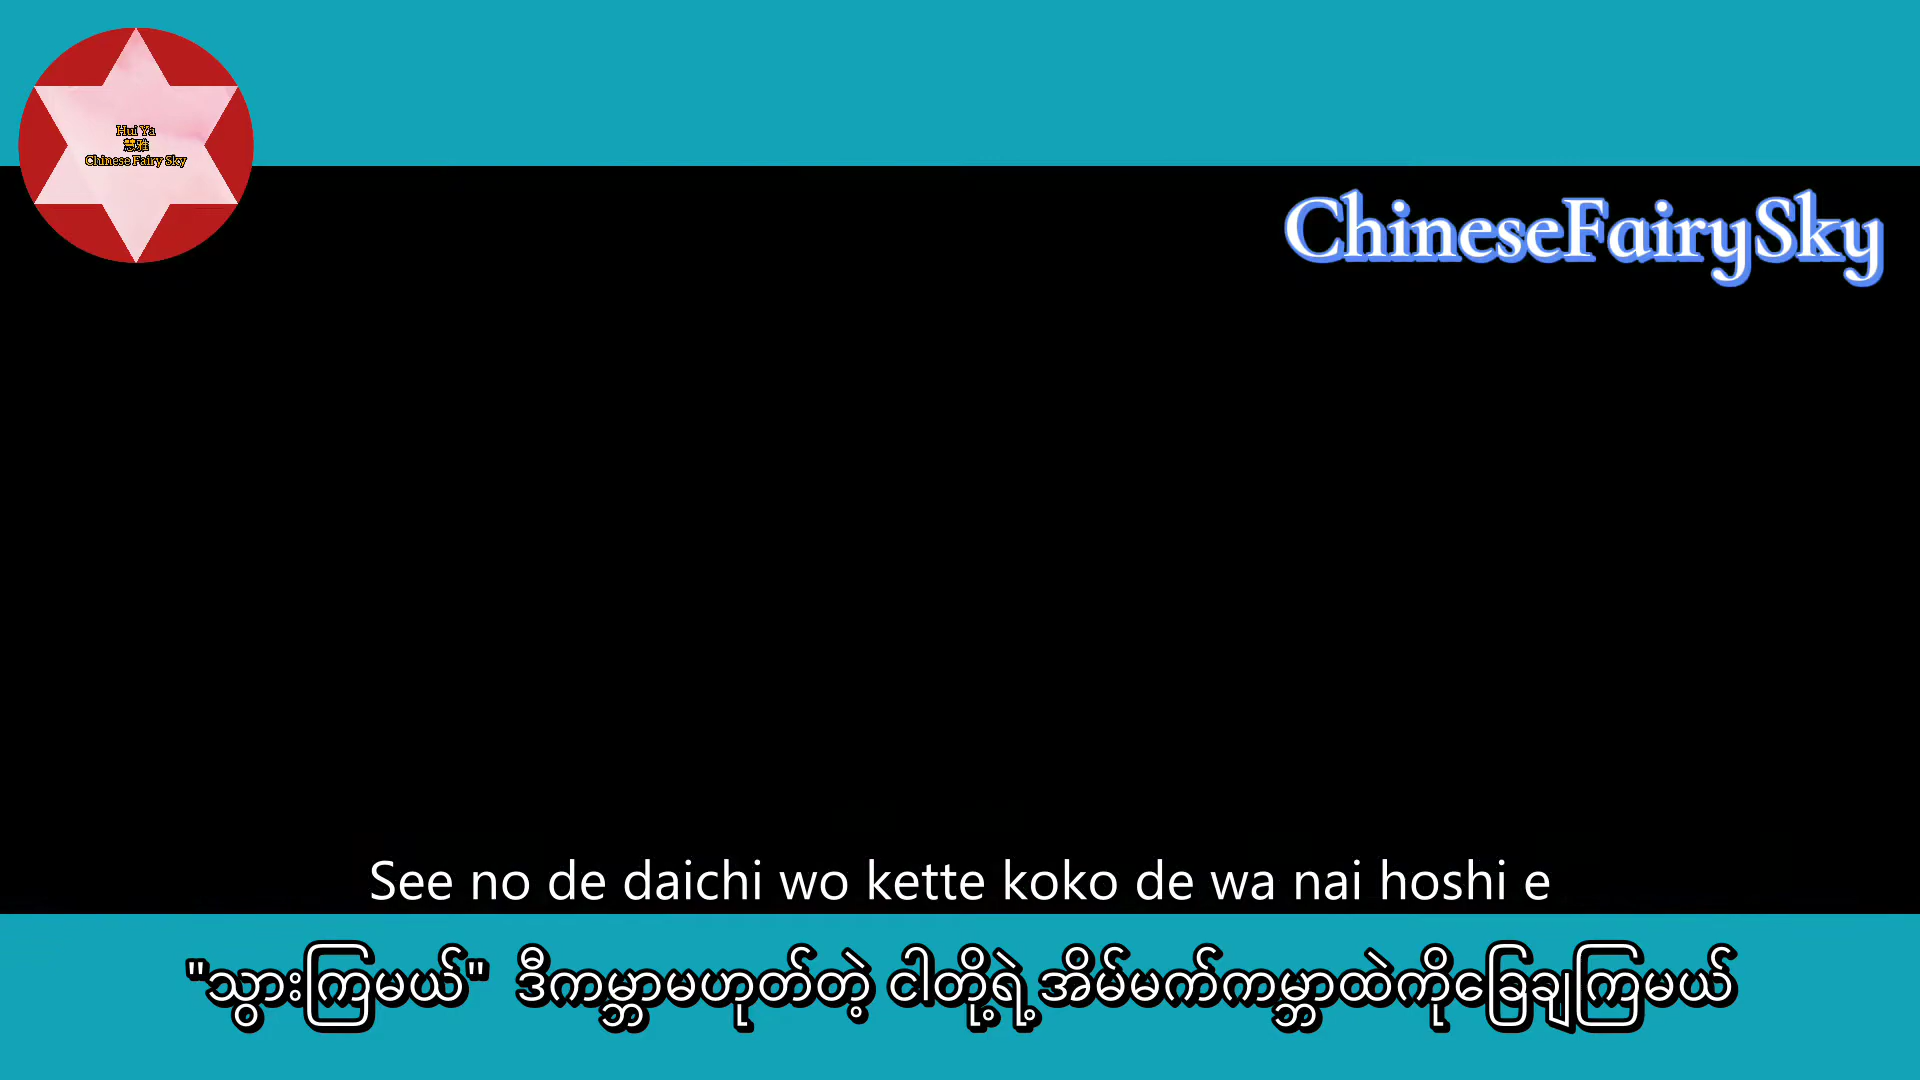 Hui Ya
慧雅
Chinese Fairy Sky
ChineseFairySky
See no de daichi wo kette koko de wa nai hoshi e
"သွားကြမယ်" ဒီကမ္ဘာမဟုတ်တဲ့ ငါတို့ရဲ့ အိမ်မက်ကမ္ဘာထဲကိုခြေချကြမယ်